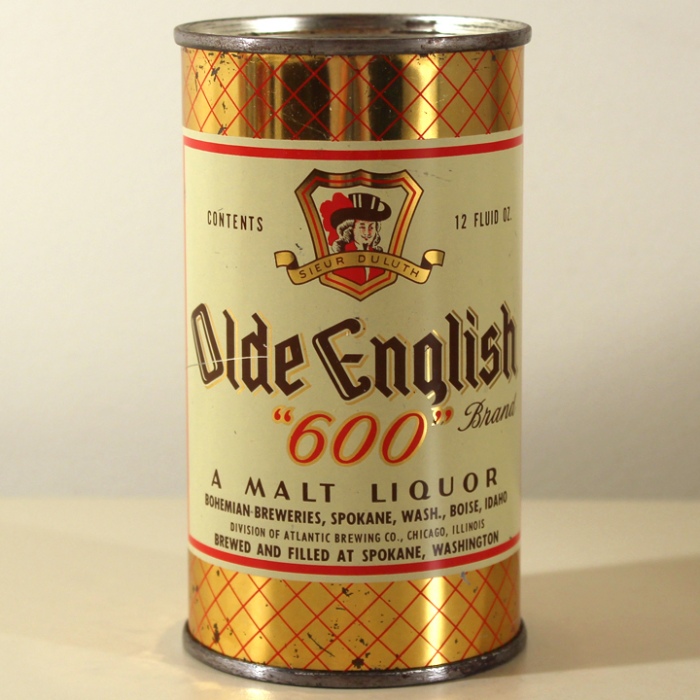 CONTENTS
12 FLUID OZ.
SIEUR DULUTH
Olde English
"600" Brand
A MALT LIQUOR
BOHEMIAN BREWERIES, SPOKANE, WASH., BOISE, IDAHO
DIVISION OF ATLANTIC BREWING CO., CHICAGO, ILLINOIS
BREWED AND FILLED AT SPOKANE, WASHINGTON